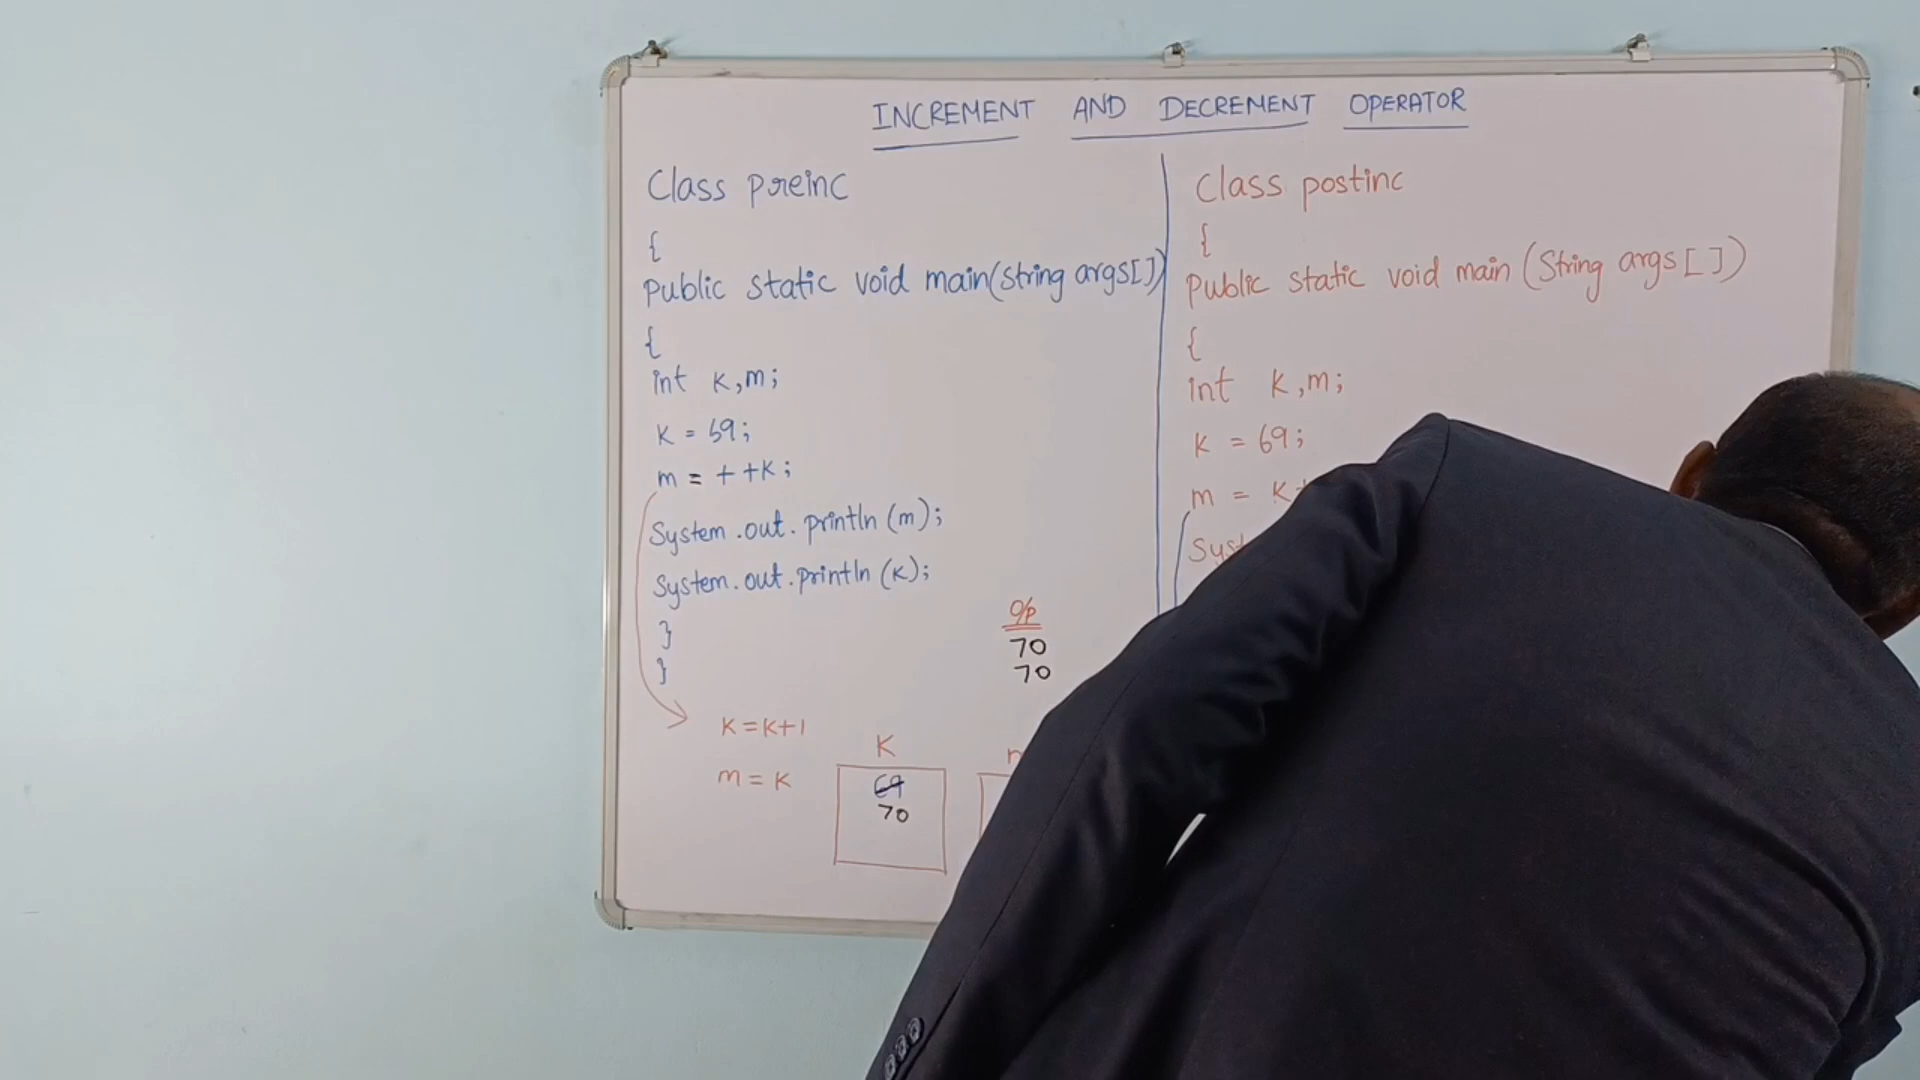 INCREMENT AND DECREMENT OPERATOR
Class preinc
{
Public static void main(String args[])
{
int K,m;
K = 69;
m = ++K;
System.out.println(m);
System.out.println(K);
}
}
O/p
70
70
K=K+1
m=K
K
69
70
Class postinc
{
Public static void main (String args[])
{
int K,m;
K = 69;
m = K+
Syst